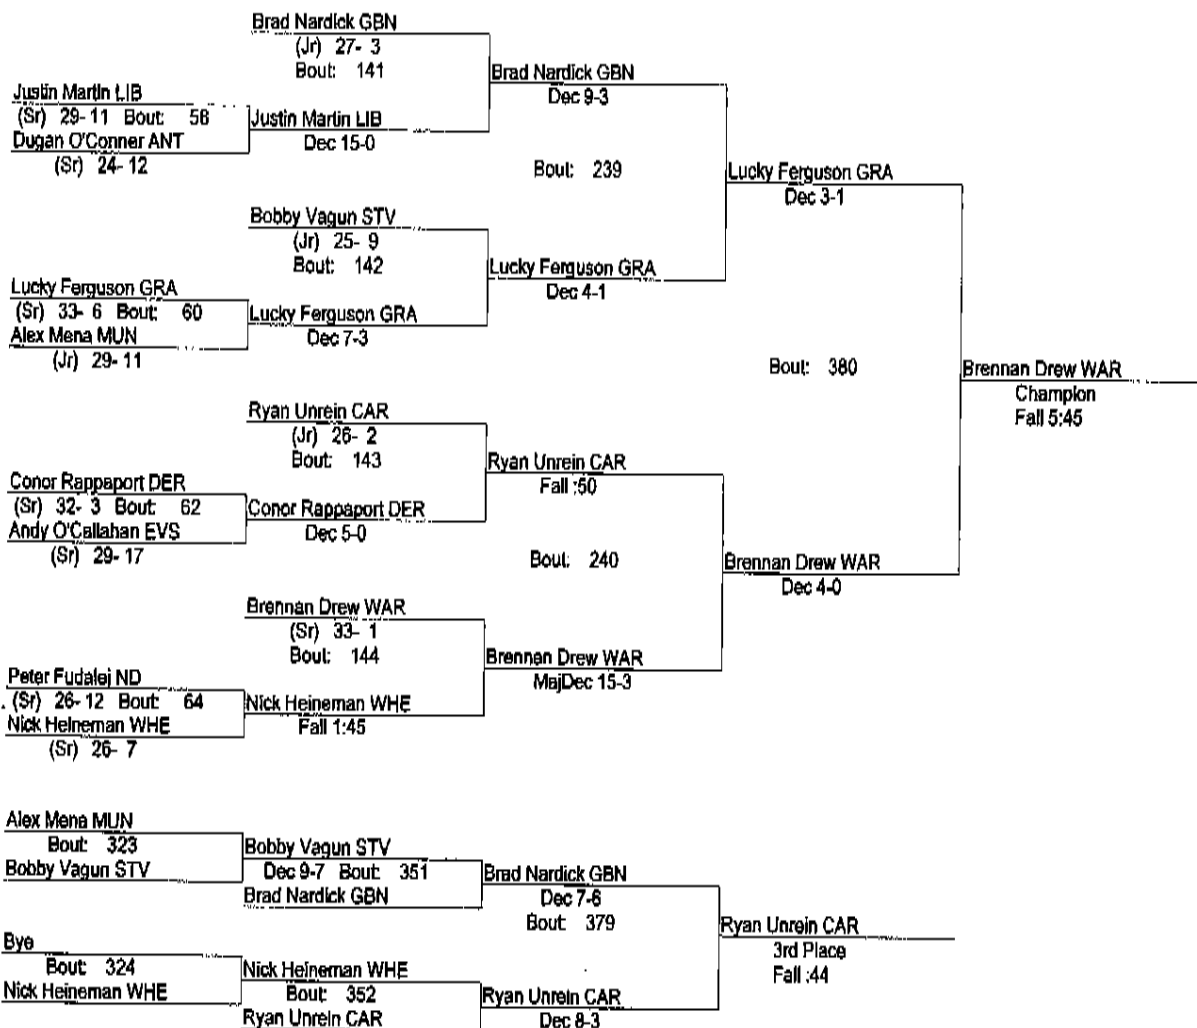 Brad Nardick GBN
(Jr) 27- 3
Bout: 141
Brad Nardick GBN
Dec 9-3
Justin Martin LIB
(Sr) 29- 11 Bout: 58
Justin Martin LIB
Dugan O'Conner ANT
Dec 15-0
(Sr) 24- 12
Bout: 239
Lucky Ferguson GRA
Dec 3-1
Bobby Vagun STV
(Jr) 25- 9
Bout: 142
Lucky Ferguson GRA
Dec 4-1
Lucky Ferguson GRA
(Sr) 33- 6 Bout: 60
Lucky Ferguson GRA
Alex Mena MUN
Dec 7-3
(Jr) 29- 11
Bout: 380
Brennan Drew WAR
Champion
Fall 5:45
Ryan Unrein CAR
(Jr) 26- 2
Bout: 143
Ryan Unrein CAR
Fall :50
Conor Rappaport DER
(Sr) 32- 3 Bout: 62
Conor Rappaport DER
Andy O'Callahan EVS
Dec 5-0
(Sr) 29- 17
Bout: 240
Brennan Drew WAR
Dec 4-0
Brennan Drew WAR
(Sr) 33- 1
Bout: 144
Brennan Drew WAR
MajDec 15-3
Peter Fudalej ND
(Sr) 26- 12 Bout: 64
Nick Heineman WHE
Nick Heineman WHE
Fall 1:45
(Sr) 26- 7
Alex Mena MUN
Bout: 323
Bobby Vagun STV
Bobby Vagun STV
Dec 9-7 Bout: 351
Brad Nardick GBN
Brad Nardick GBN
Dec 7-6
Bout: 379
Ryan Unrein CAR
3rd Place
Fall :44
Bye
Bout: 324
Nick Heineman WHE
Nick Heineman WHE
Bout: 352
Ryan Unrein CAR
Ryan Unrein CAR
Dec 8-3